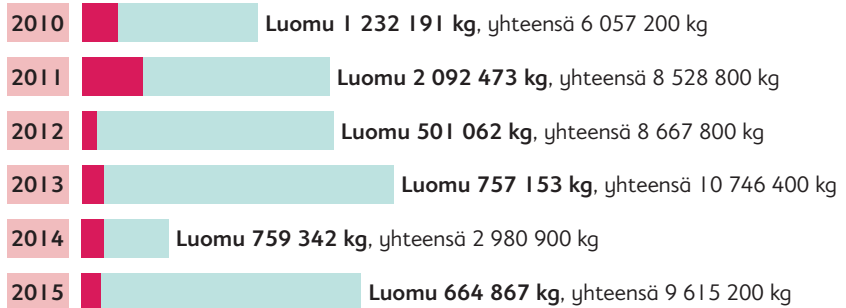 2010 Luomu 1 232 191 kg, yhteensä 6 057 200 kg
2011 Luomu 2 092 473 kg, yhteensä 8 528 800 kg
2012 Luomu 501 062 kg, yhteensä 8 667 800 kg
2013 Luomu 757 153 kg, yhteensä 10 746 400 kg
2014 Luomu 759 342 kg, yhteensä 2 980 900 kg
2015 Luomu 664 867 kg, yhteensä 9 615 200 kg